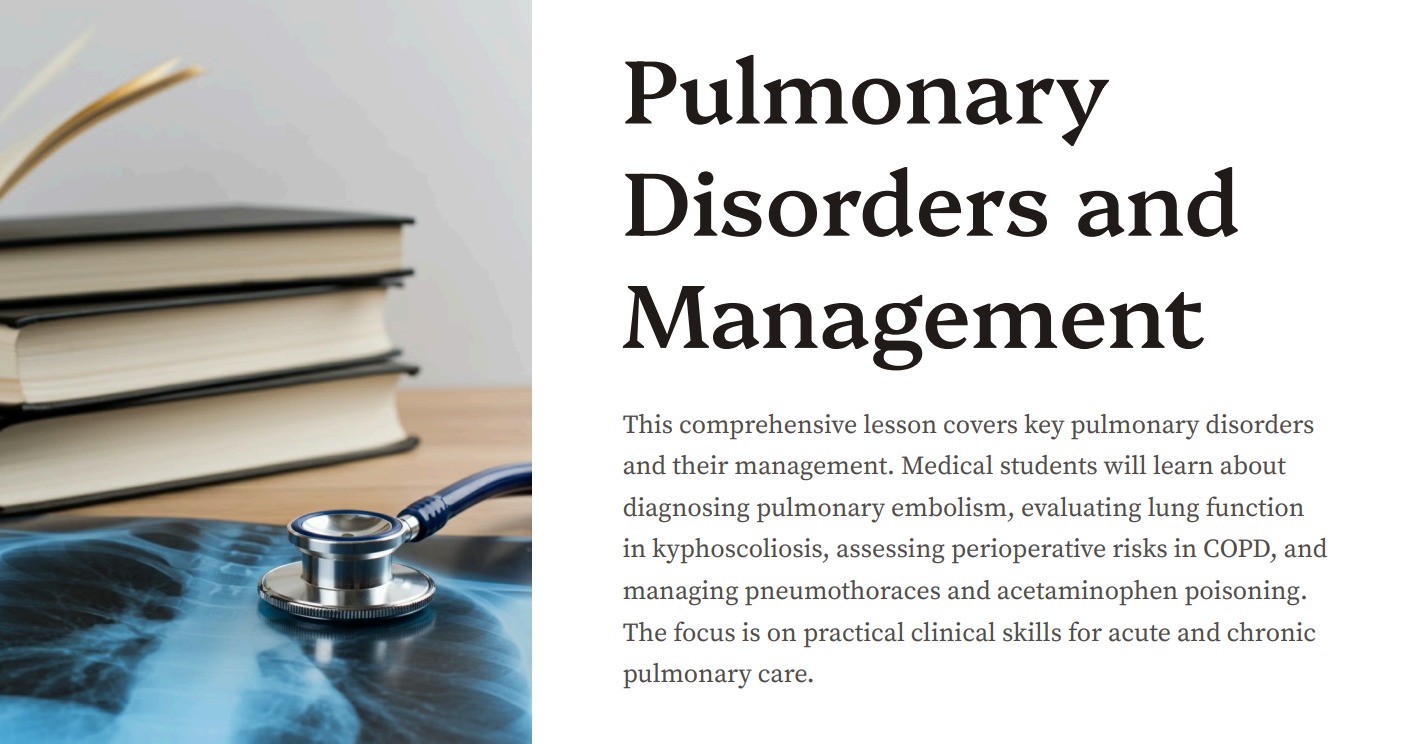 Pulmonary
Disorders and
Management
This comprehensive lesson covers key pulmonary disorders
and their management. Medical students will learn about
diagnosing pulmonary embolism, evaluating lung function
in kyphoscoliosis, assessing perioperative risks in COPD, and
managing pneumothoraces and acetaminophen poisoning.
The focus is on practical clinical skills for acute and chronic
pulmonary care.